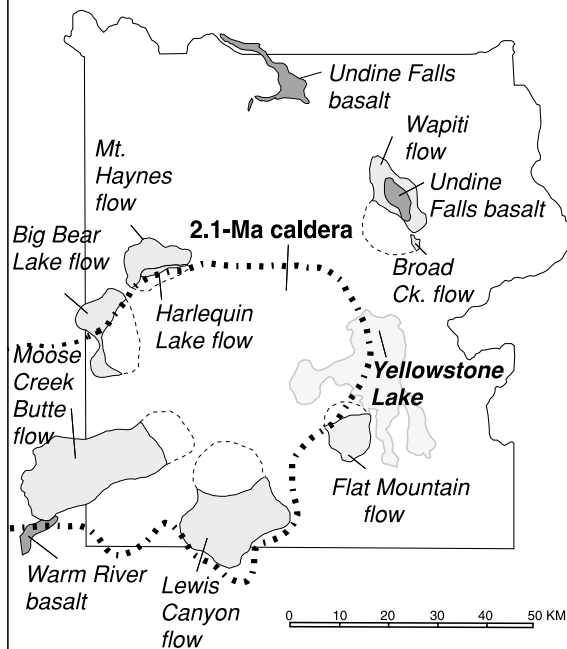 Undine Falls
basalt
Wapiti
flow
Undine
Falls basalt
Mt.
Haynes
flow
2.1-Ma caldera
Big Bear
Lake flow
Broad
Ck. flow
Harlequin
Lake flow
Moose
Creek
Butte
flow
Yellowstone
Lake
Flat Mountain
flow
Warm River
basalt
Lewis
Canyon
flow
0 10 20 30 40 50 KM